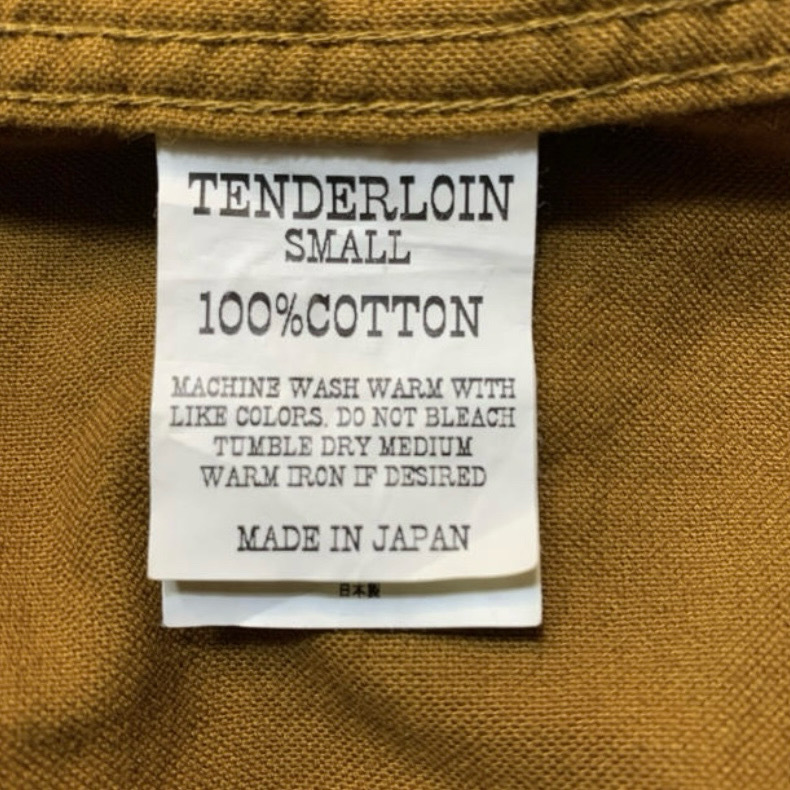 TENDERLOIN
SMALL
100%COTTON
MACHINE WASH WARM WITH
LIKE COLORS. DO NOT BLEACH
TUMBLE DRY MEDIUM
WARM IRON IF DESIRED
MADE IN JAPAN
日本製